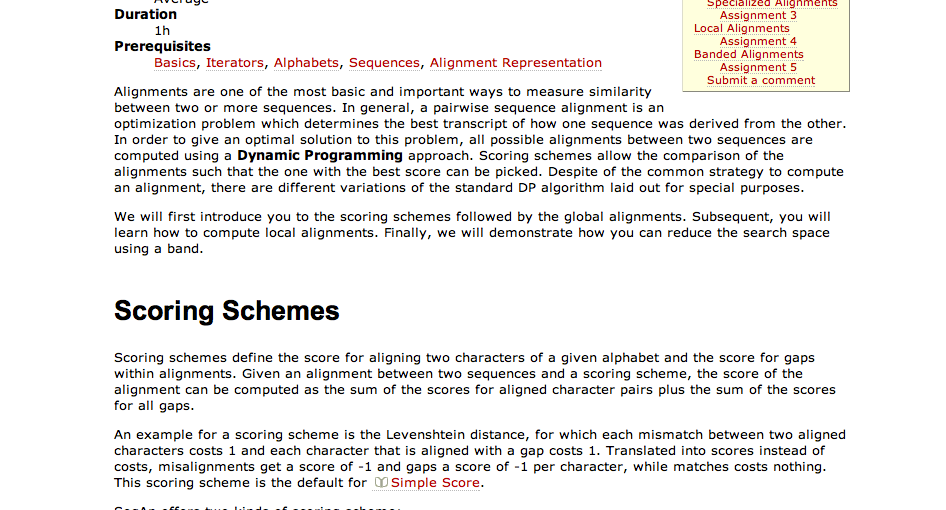 Average
Duration
1h
Prerequisites
Basics, Iterators, Alphabets, Sequences, Alignment Representation
Specialized Alignments
Assignment 3
Local Alignments
Assignment 4
Banded Alignments
Assignment 5
Submit a comment
Alignments are one of the most basic and important ways to measure similarity
between two or more sequences. In general, a pairwise sequence alignment is an
optimization problem which determines the best transcript of how one sequence was derived from the other.
In order to give an optimal solution to this problem, all possible alignments between two sequences are
computed using a Dynamic Programming approach. Scoring schemes allow the comparison of the
alignments such that the one with the best score can be picked. Despite of the common strategy to compute
an alignment, there are different variations of the standard DP algorithm laid out for special purposes.
We will first introduce you to the scoring schemes followed by the global alignments. Subsequent, you will
learn how to compute local alignments. Finally, we will demonstrate how you can reduce the search space
using a band.
Scoring Schemes
Scoring schemes define the score for aligning two characters of a given alphabet and the score for gaps
within alignments. Given an alignment between two sequences and a scoring scheme, the score of the
alignment can be computed as the sum of the scores for aligned character pairs plus the sum of the scores
for all gaps.
An example for a scoring scheme is the Levenshtein distance, for which each mismatch between two aligned
characters costs 1 and each character that is aligned with a gap costs 1. Translated into scores instead of
costs, misalignments get a score of -1 and gaps a score of -1 per character, while matches costs nothing.
This scoring scheme is the default for Simple Score.
SeqAn offers two kinds of scoring scheme: